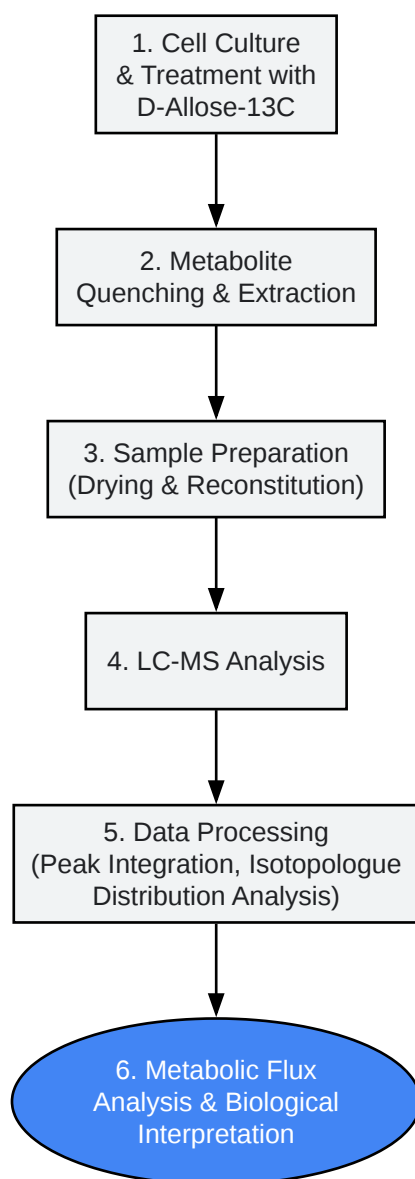 1. Cell Culture
& Treatment with
D-Allose-13C
2. Metabolite
Quenching & Extraction
3. Sample Preparation
(Drying & Reconstitution)
4. LC-MS Analysis
5. Data Processing
(Peak Integration, Isotopologue
Distribution Analysis)
6. Metabolic Flux
Analysis & Biological
Interpretation